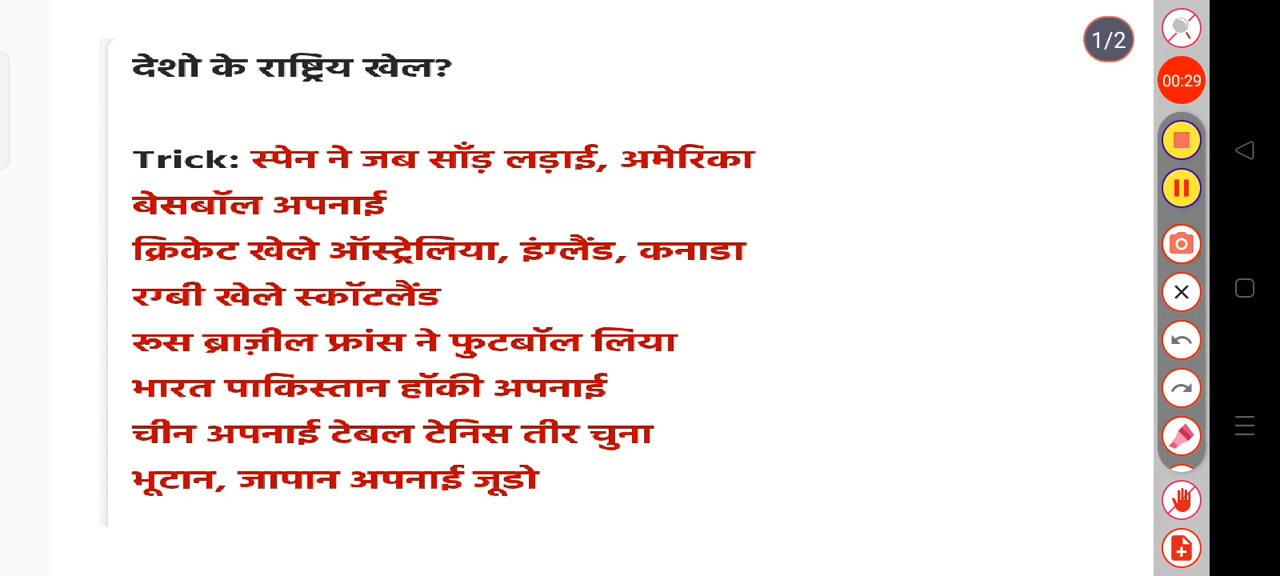 देशो के राष्ट्रिय खेल?
1/2
00:29
Trick: स्पेन ने जब साँड़ लड़ाई, अमेरिका
बेसबॉल अपनाई
क्रिकेट खेले ऑस्ट्रेलिया, इंग्लैंड, कनाडा
रग्बी खेले स्कॉटलैंड
रूस ब्राज़ील फ्रांस ने फुटबॉल लिया
भारत पाकिस्तान हॉकी अपनाई
चीन अपनाई टेबल टेनिस तीर चुना
भूटान, जापान अपनाई जूडो